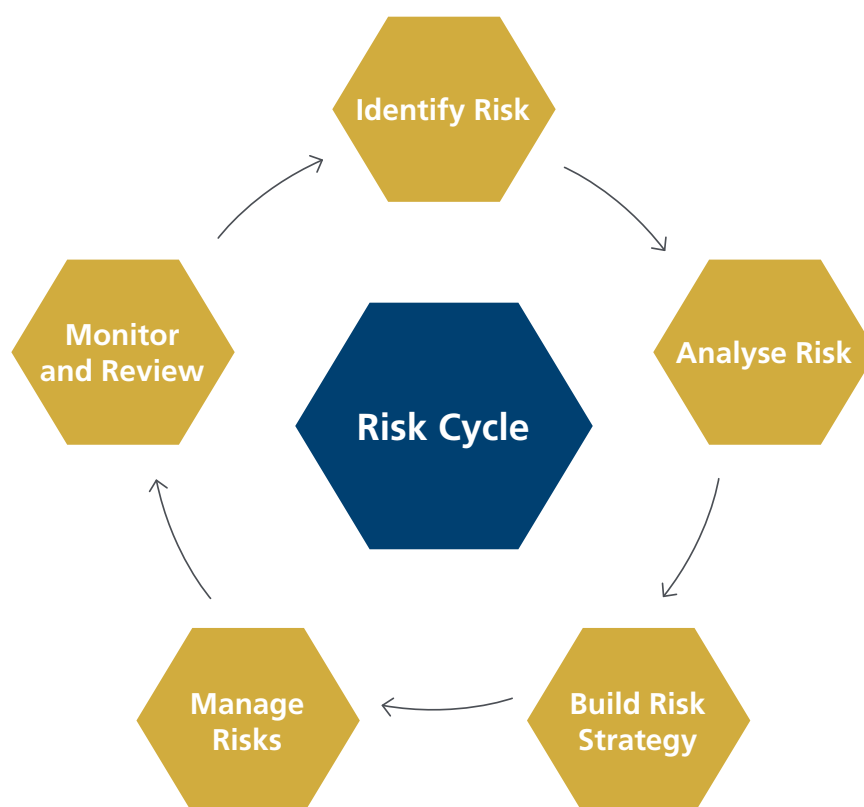 Identify Risk
Analyse Risk
Build Risk
Strategy
Manage
Risks
Monitor
and Review
Risk Cycle